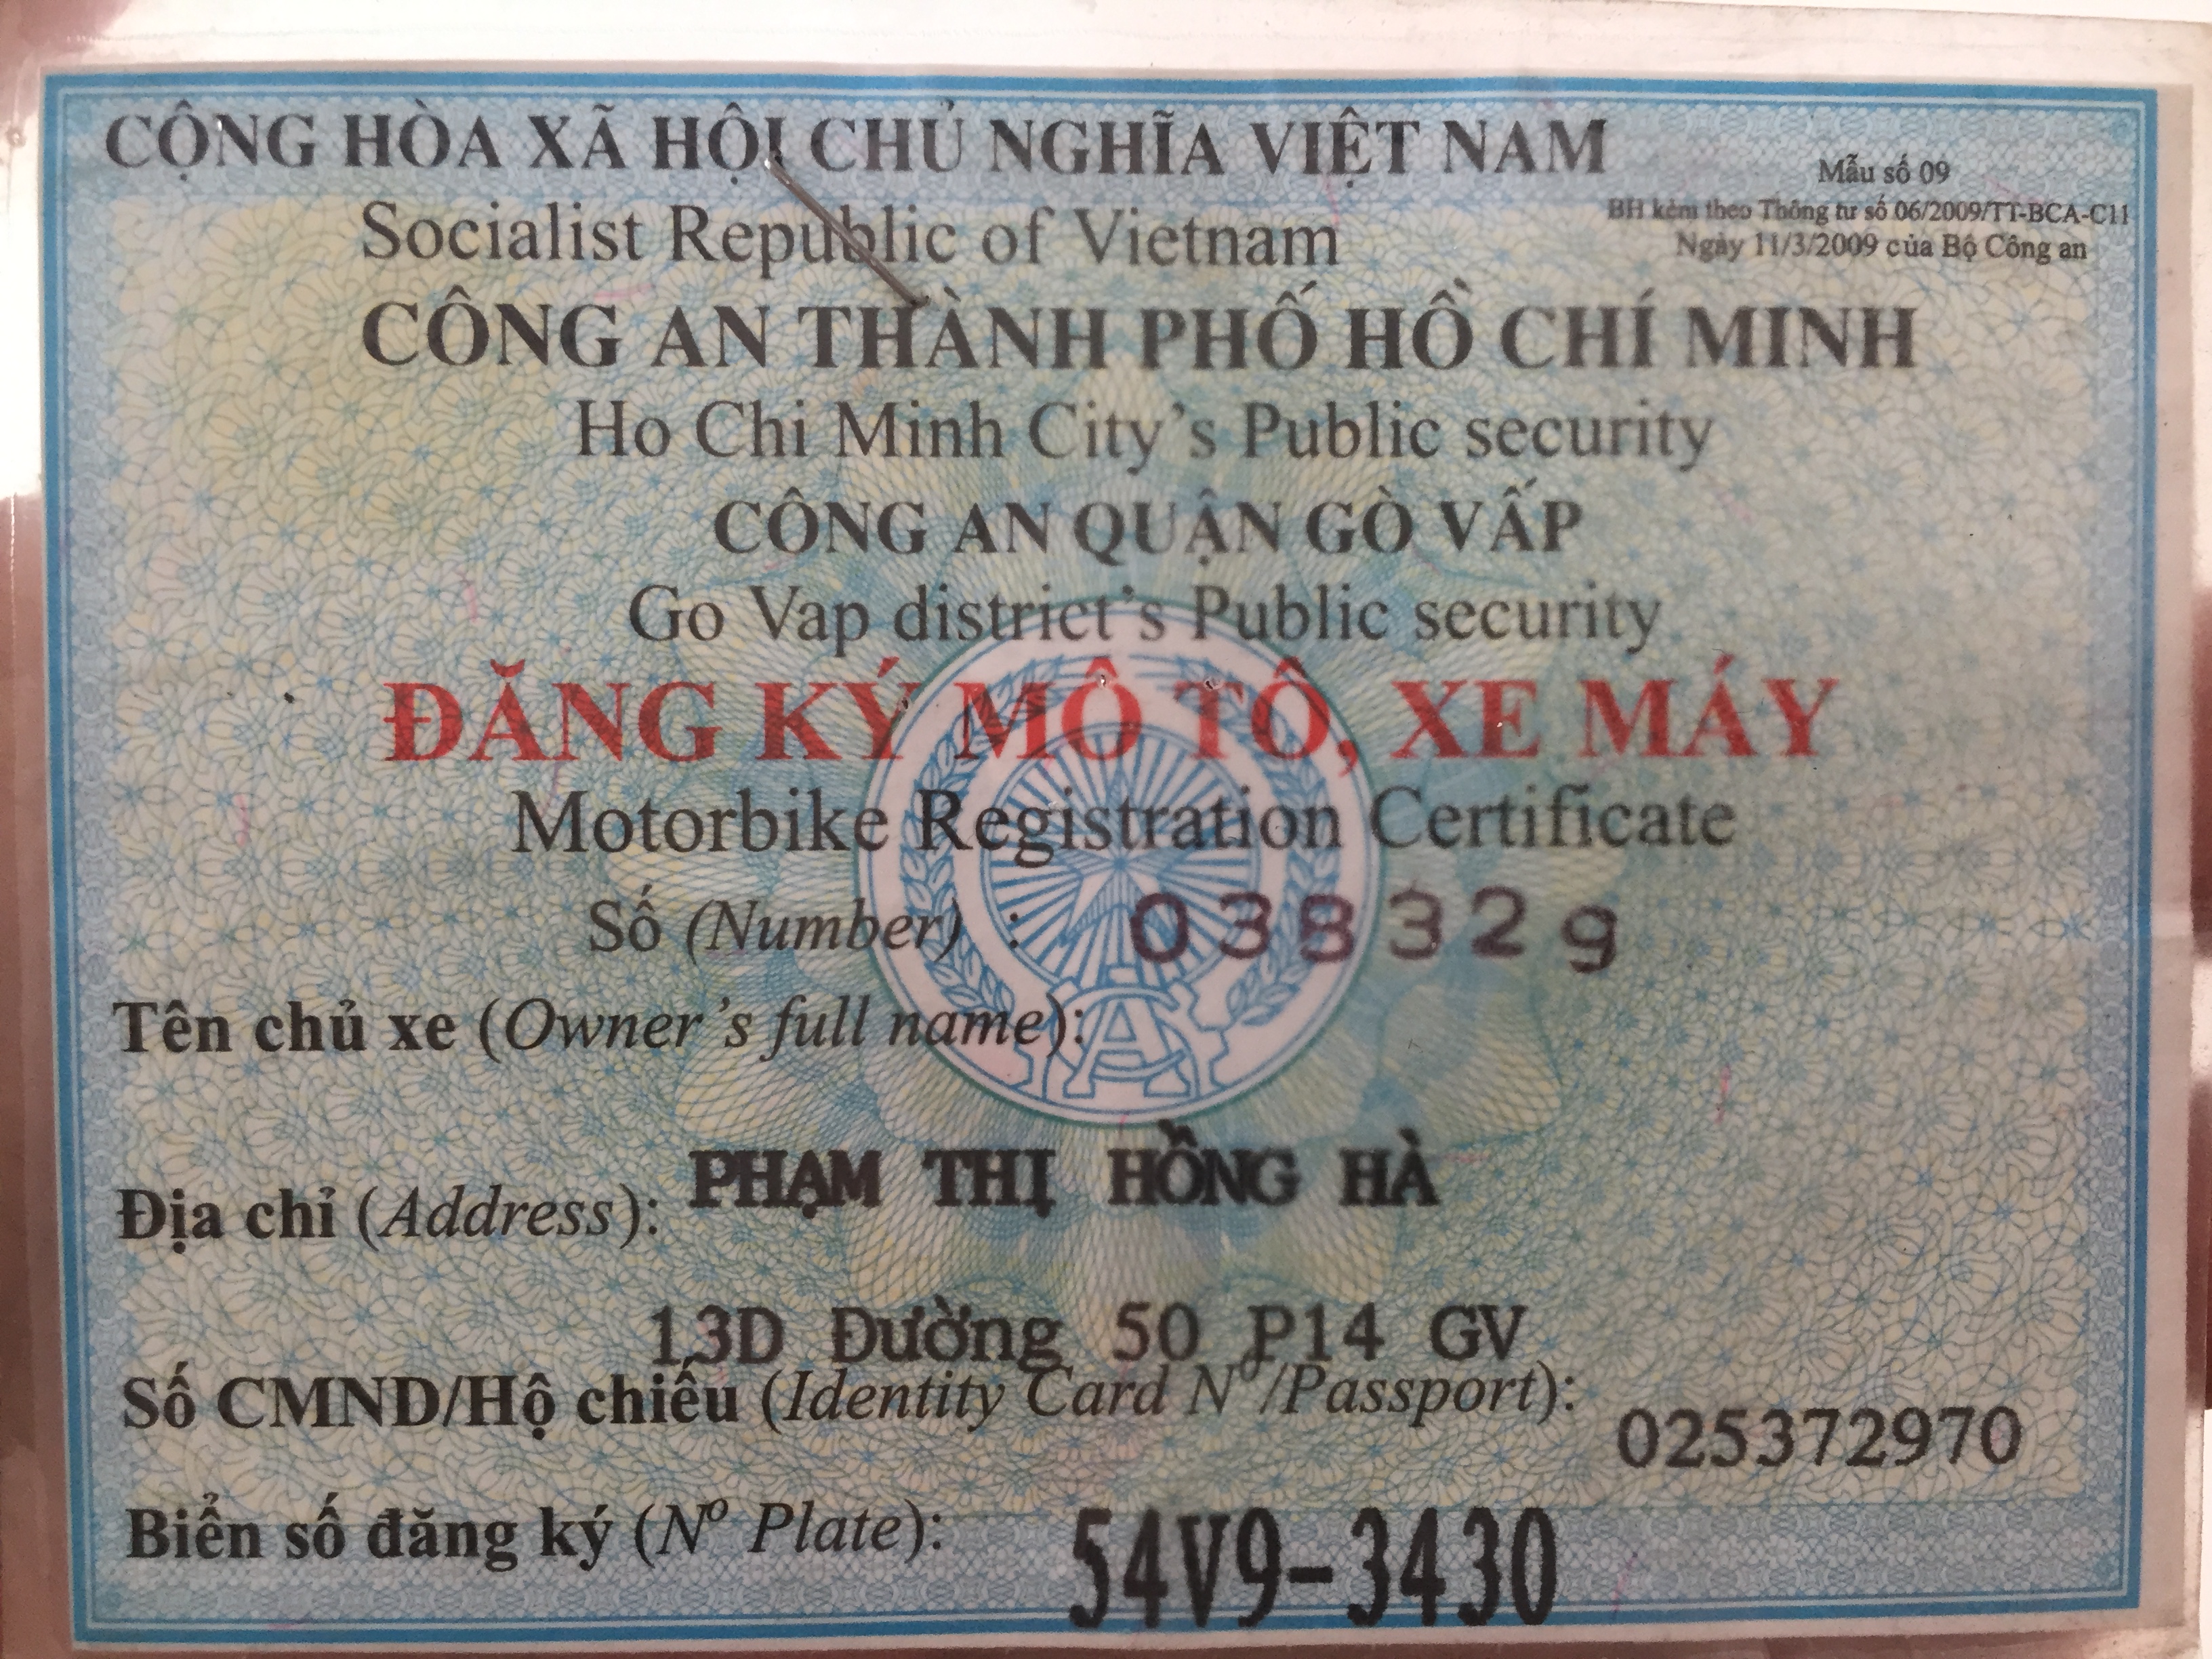 CỘNG HÒA XÃ HỘI CHỦ NGHĨA VIỆT NAM
Mẫu số 09
BH kèm theo Thông tư số 06/2009/TT-BCA-C11
Ngày 11/3/2009 của Bộ Công an
Socialist Republic of Vietnam
CÔNG AN THÀNH PHỐ HỒ CHÍ MINH
Ho Chi Minh City's Public security
CÔNG AN QUẬN GÒ VẤP
Go Vap district's Public security
ĐĂNG KÝ MÔ TÔ, XE MÁY
Motorbike Registration Certificate
Số (Number) : 038329
Tên chủ xe (Owner's full name):
PHẠM THỊ HỒNG HÀ
Địa chỉ (Address):
13D Đường 50 P14 GV
Số CMND/Hộ chiếu (Identity Card Nº/Passport): 025372970
Biển số đăng ký (Nº Plate): 54V9-3430